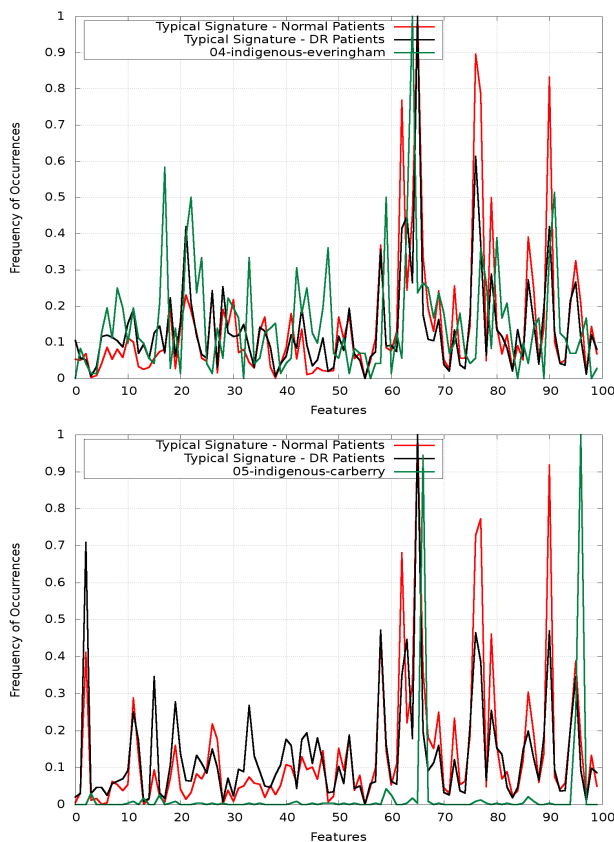 Typical Signature - Normal Patients
Typical Signature - DR Patients
04-indigenous-everingham
1
0.9
0.8
0.7
0.6
0.5
0.4
0.3
0.2
0.1
0
Frequency of Occurrences
0 10 20 30 40 50 60 70 80 90 100
Features
Typical Signature - Normal Patients
Typical Signature - DR Patients
05-indigenous-carberry
1
0.9
0.8
0.7
0.6
0.5
0.4
0.3
0.2
0.1
0
Frequency of Occurrences
0 10 20 30 40 50 60 70 80 90 100
Features